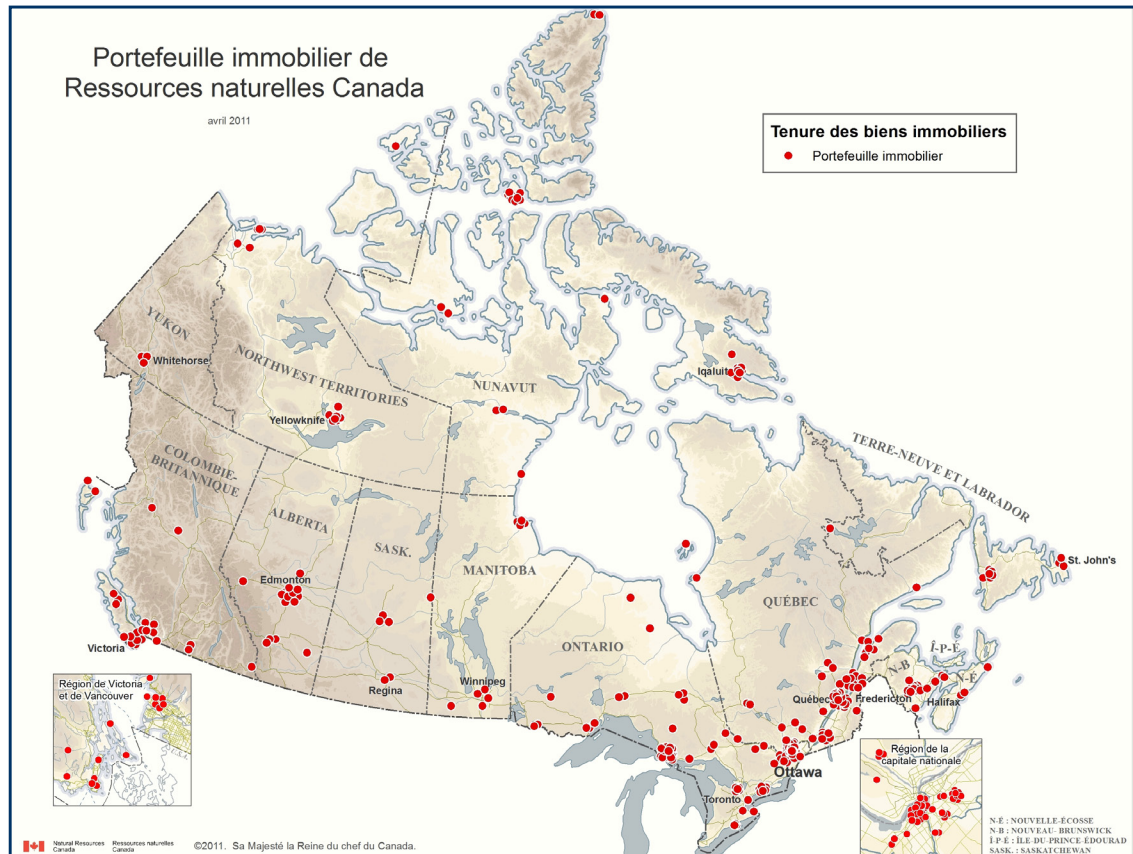 Portefeuille immobilier de
Ressources naturelles Canada
avril 2011
Tenure des biens immobiliers
Portefeuille immobilier
YUKON
Whitehorse
NORTHWEST TERRITORIES
NUNAVUT
Iqaluit
Yellowknife
COLOMBIE-
BRITANNIQUE
ALBERTA
SASK.
MANITOBA
TERRE-NEUVE ET LABRADOR
St. John's
Edmonton
QUÉBEC
ONTARIO
Victoria
Regina
Winnipeg
Î-P-É
N-B
N-É
Québec
Fredericton
Halifax
Ottawa
Toronto
Région de Victoria
et de Vancouver
Région de la
capitale nationale
N-É : NOUVELLE-ÉCOSSE
N-B : NOUVEAU- BRUNSWICK
Î-P-É : ÎLE-DU-PRINCE-ÉDOURAD
SASK. : SASKATCHEWAN
Natural Resources Ressources naturelles
Canada Canada
©2011. Sa Majesté la Reine du chef du Canada.